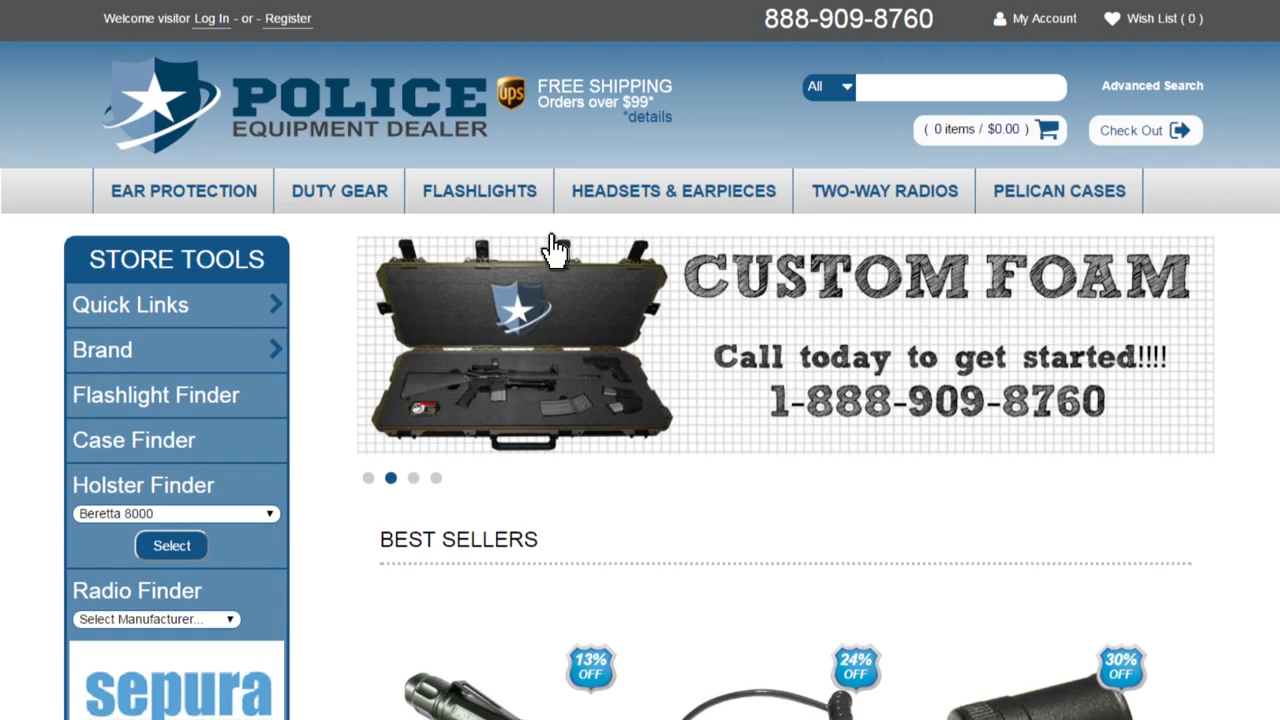 Welcome visitor Log In - or - Register
888-909-8760
My Account
Wish List ( 0 )
POLICE
EQUIPMENT DEALER
ups
FREE SHIPPING
Orders over $99*
*details
All
Advanced Search
( 0 items / $0.00 )
Check Out
EAR PROTECTION
DUTY GEAR
FLASHLIGHTS
HEADSETS & EARPIECES
TWO-WAY RADIOS
PELICAN CASES
STORE TOOLS
Quick Links
Brand
Flashlight Finder
Case Finder
Holster Finder
Beretta 8000
Select
Radio Finder
Select Manufacturer...
sepura
CUSTOM FOAM
Call today to get started!!!!
1-888-909-8760
BEST SELLERS
13%
OFF
24%
OFF
30%
OFF